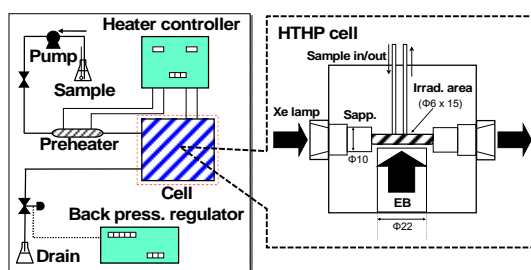 Heater controller
Pump
Sample
Preheater
Cell
Back press. regulator
Drain
HTHP cell
Sample in/out
Irrad. area
(Φ6 x 15)
Xe lamp
Sapp.
Φ10
EB
Φ22